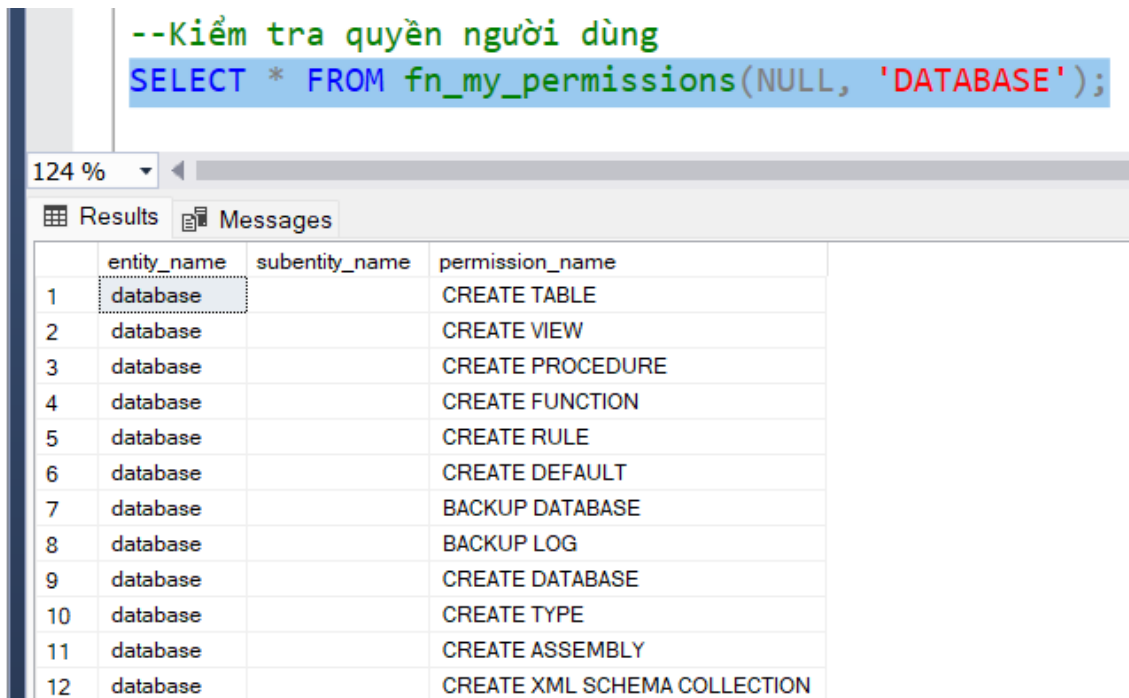 --Kiểm tra quyền người dùng
SELECT * FROM fn_my_permissions(NULL, 'DATABASE');
124 %
Results Messages
entity_name subentity_name permission_name
1 database CREATE TABLE
2 database CREATE VIEW
3 database CREATE PROCEDURE
4 database CREATE FUNCTION
5 database CREATE RULE
6 database CREATE DEFAULT
7 database BACKUP DATABASE
8 database BACKUP LOG
9 database CREATE DATABASE
10 database CREATE TYPE
11 database CREATE ASSEMBLY
12 database CREATE XML SCHEMA COLLECTION